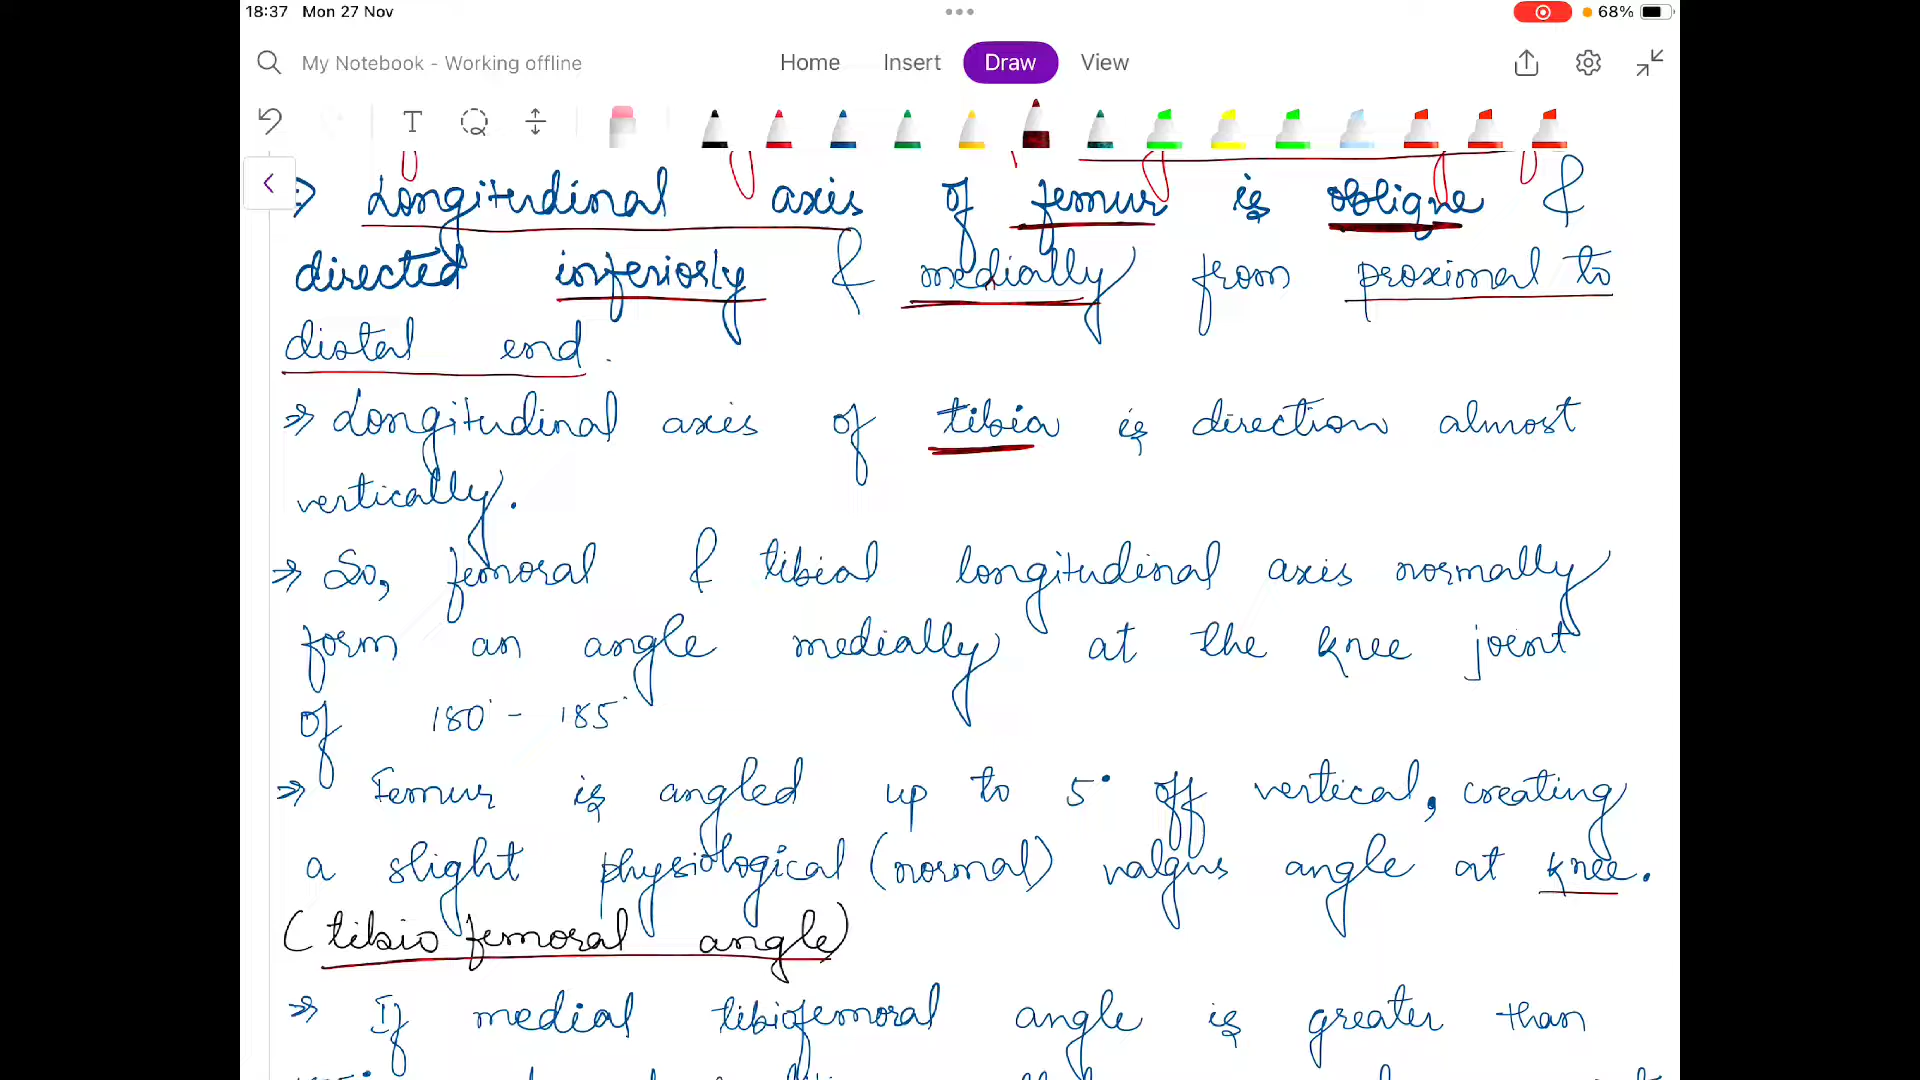 18:37 Mon 27 Nov
68%
My Notebook - Working offline
Home Insert Draw View
T
⇒ Longitudinal axis of femur is oblique &
directed inferiorly & medially from proximal to
distal end.
⇒ Longitudinal axis of tibia is direction almost
vertically.
⇒ So, femoral & tibial longitudinal axis normally
form an angle medially at the knee joint
of 180° - 185°
⇒ Femur is angled up to 5° off vertical, creating
a slight physiological (normal) valgus angle at knee.
(tibio femoral angle)
⇒ If medial tibiofemoral angle is greater than